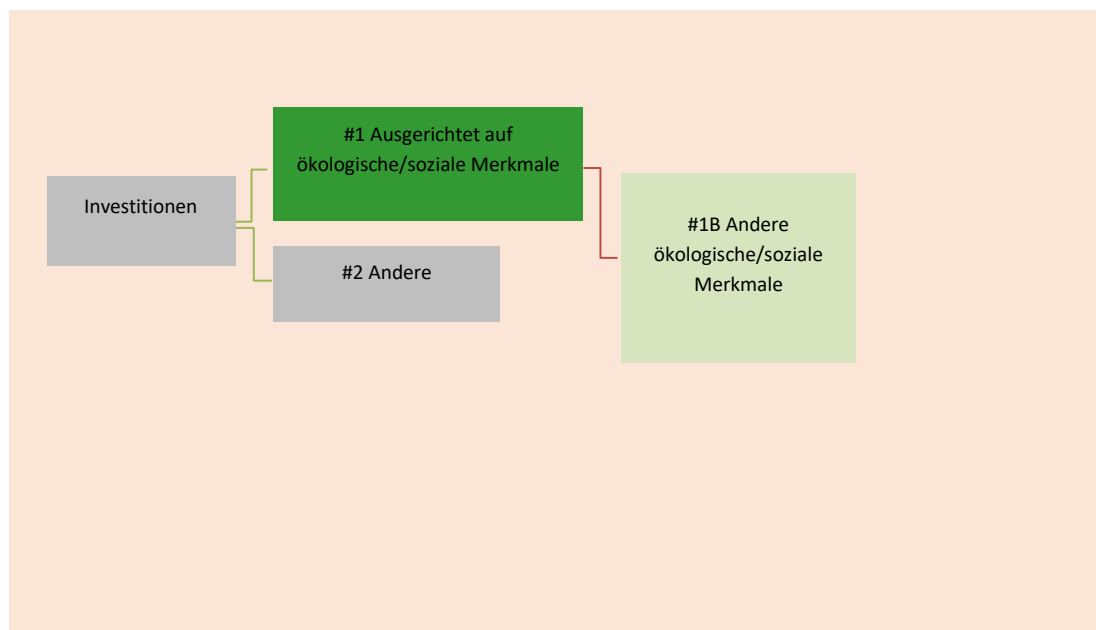 Investitionen
#1 Ausgerichtet auf
ökologische/soziale Merkmale
#2 Andere
#1B Andere
ökologische/soziale
Merkmale